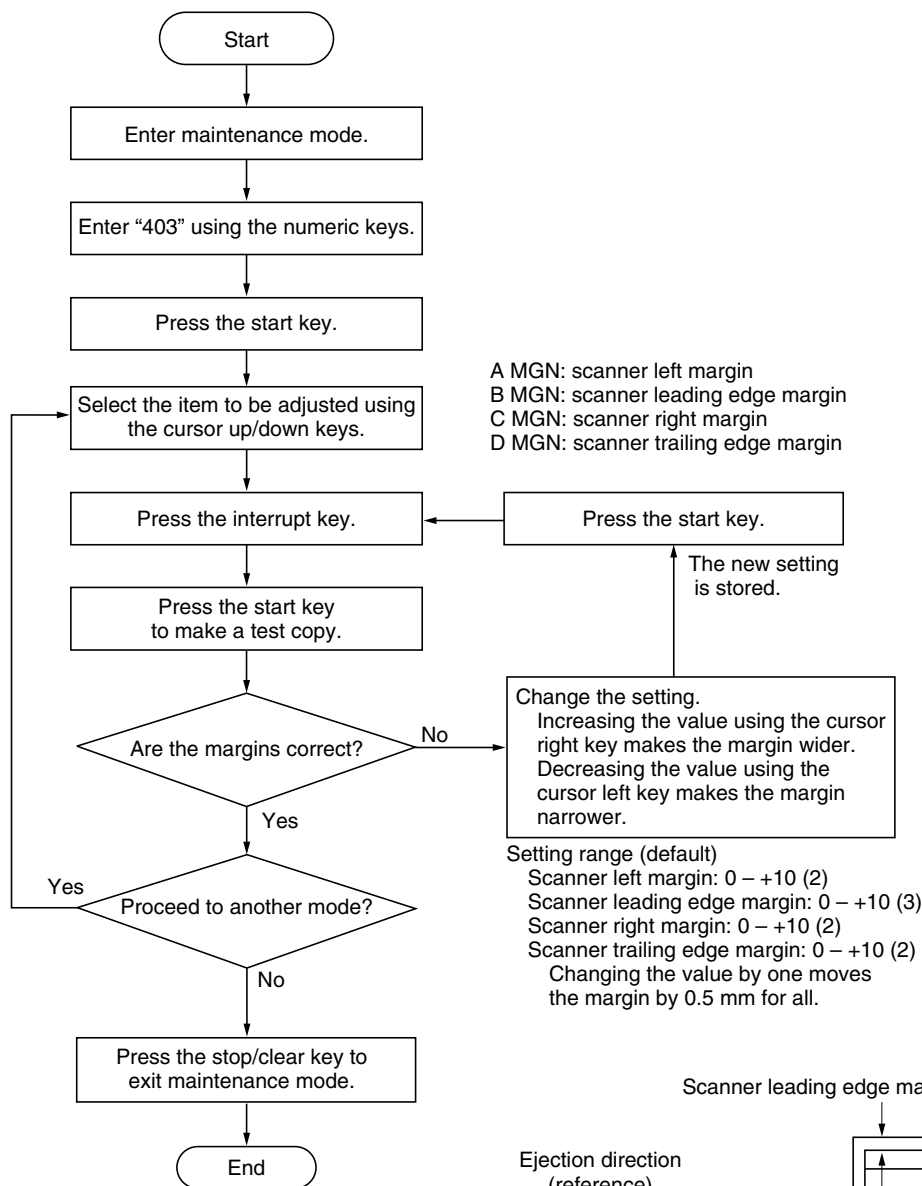 Start
Enter maintenance mode.
Enter “403” using the numeric keys.
Press the start key.
Select the item to be adjusted using
the cursor up/down keys.
A MGN: scanner left margin
B MGN: scanner leading edge margin
C MGN: scanner right margin
D MGN: scanner trailing edge margin
Press the interrupt key.
Press the start key.
The new setting
is stored.
Press the start key
to make a test copy.
Change the setting.
Increasing the value using the cursor
right key makes the margin wider.
Decreasing the value using the
cursor left key makes the margin
narrower.
Are the margins correct?
No
Yes
Setting range (default)
Scanner left margin: 0 – +10 (2)
Scanner leading edge margin: 0 – +10 (3)
Scanner right margin: 0 – +10 (2)
Scanner trailing edge margin: 0 – +10 (2)
Changing the value by one moves
the margin by 0.5 mm for all.
Yes
Proceed to another mode?
No
Press the stop/clear key to
exit maintenance mode.
End
Scanner leading edge ma
Ejection direction
(reference)